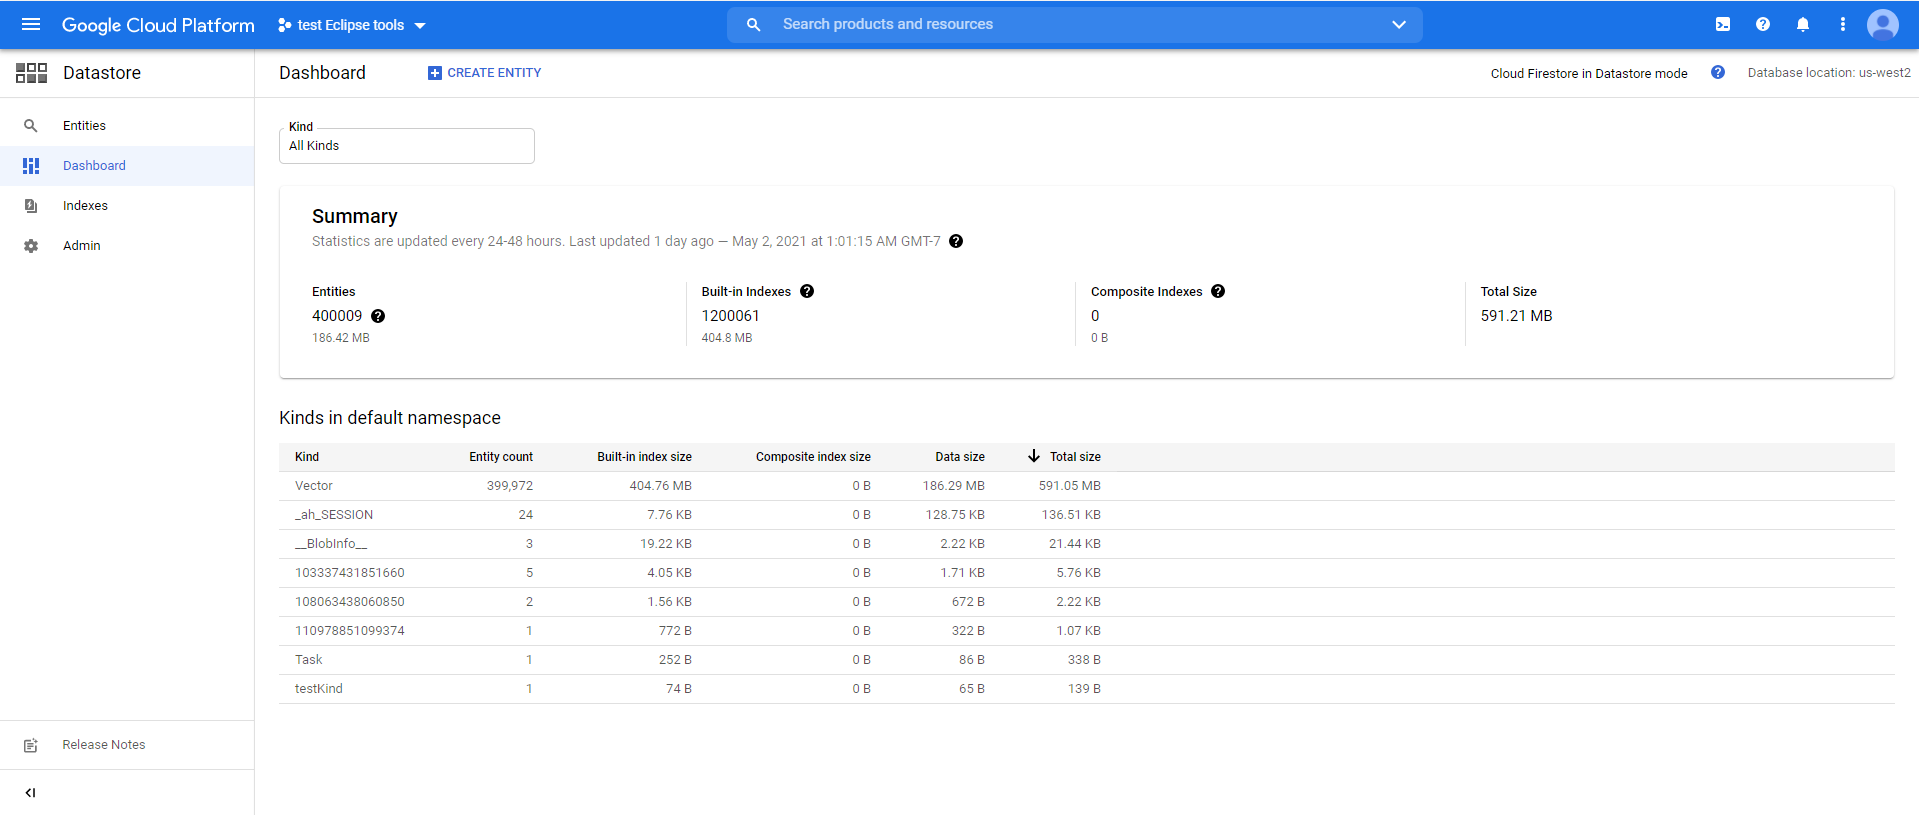 Google Cloud Platform
test Eclipse tools
Search products and resources
Datastore
Dashboard
CREATE ENTITY
Cloud Firestore in Datastore mode
Database location: us-west2
Entities
Dashboard
Indexes
Admin
Release Notes
Kind
All Kinds
Summary
Statistics are updated every 24-48 hours. Last updated 1 day ago — May 2, 2021 at 1:01:15 AM GMT-7
Entities
400009
186.42 MB
Built-in Indexes
1200061
404.8 MB
Composite Indexes
0
0 B
Total Size
591.21 MB
Kinds in default namespace
Kind Entity count Built-in index size Composite index size Data size Total size
Vector 399,972 404.76 MB 0 B 186.29 MB 591.05 MB
_ah_SESSION 24 7.76 KB 0 B 128.75 KB 136.51 KB
__BlobInfo__ 3 19.22 KB 0 B 2.22 KB 21.44 KB
103337431851660 5 4.05 KB 0 B 1.71 KB 5.76 KB
108063438060850 2 1.56 KB 0 B 672 B 2.22 KB
110978851099374 1 772 B 0 B 322 B 1.07 KB
Task 1 252 B 0 B 86 B 338 B
testKind 1 74 B 0 B 65 B 139 B